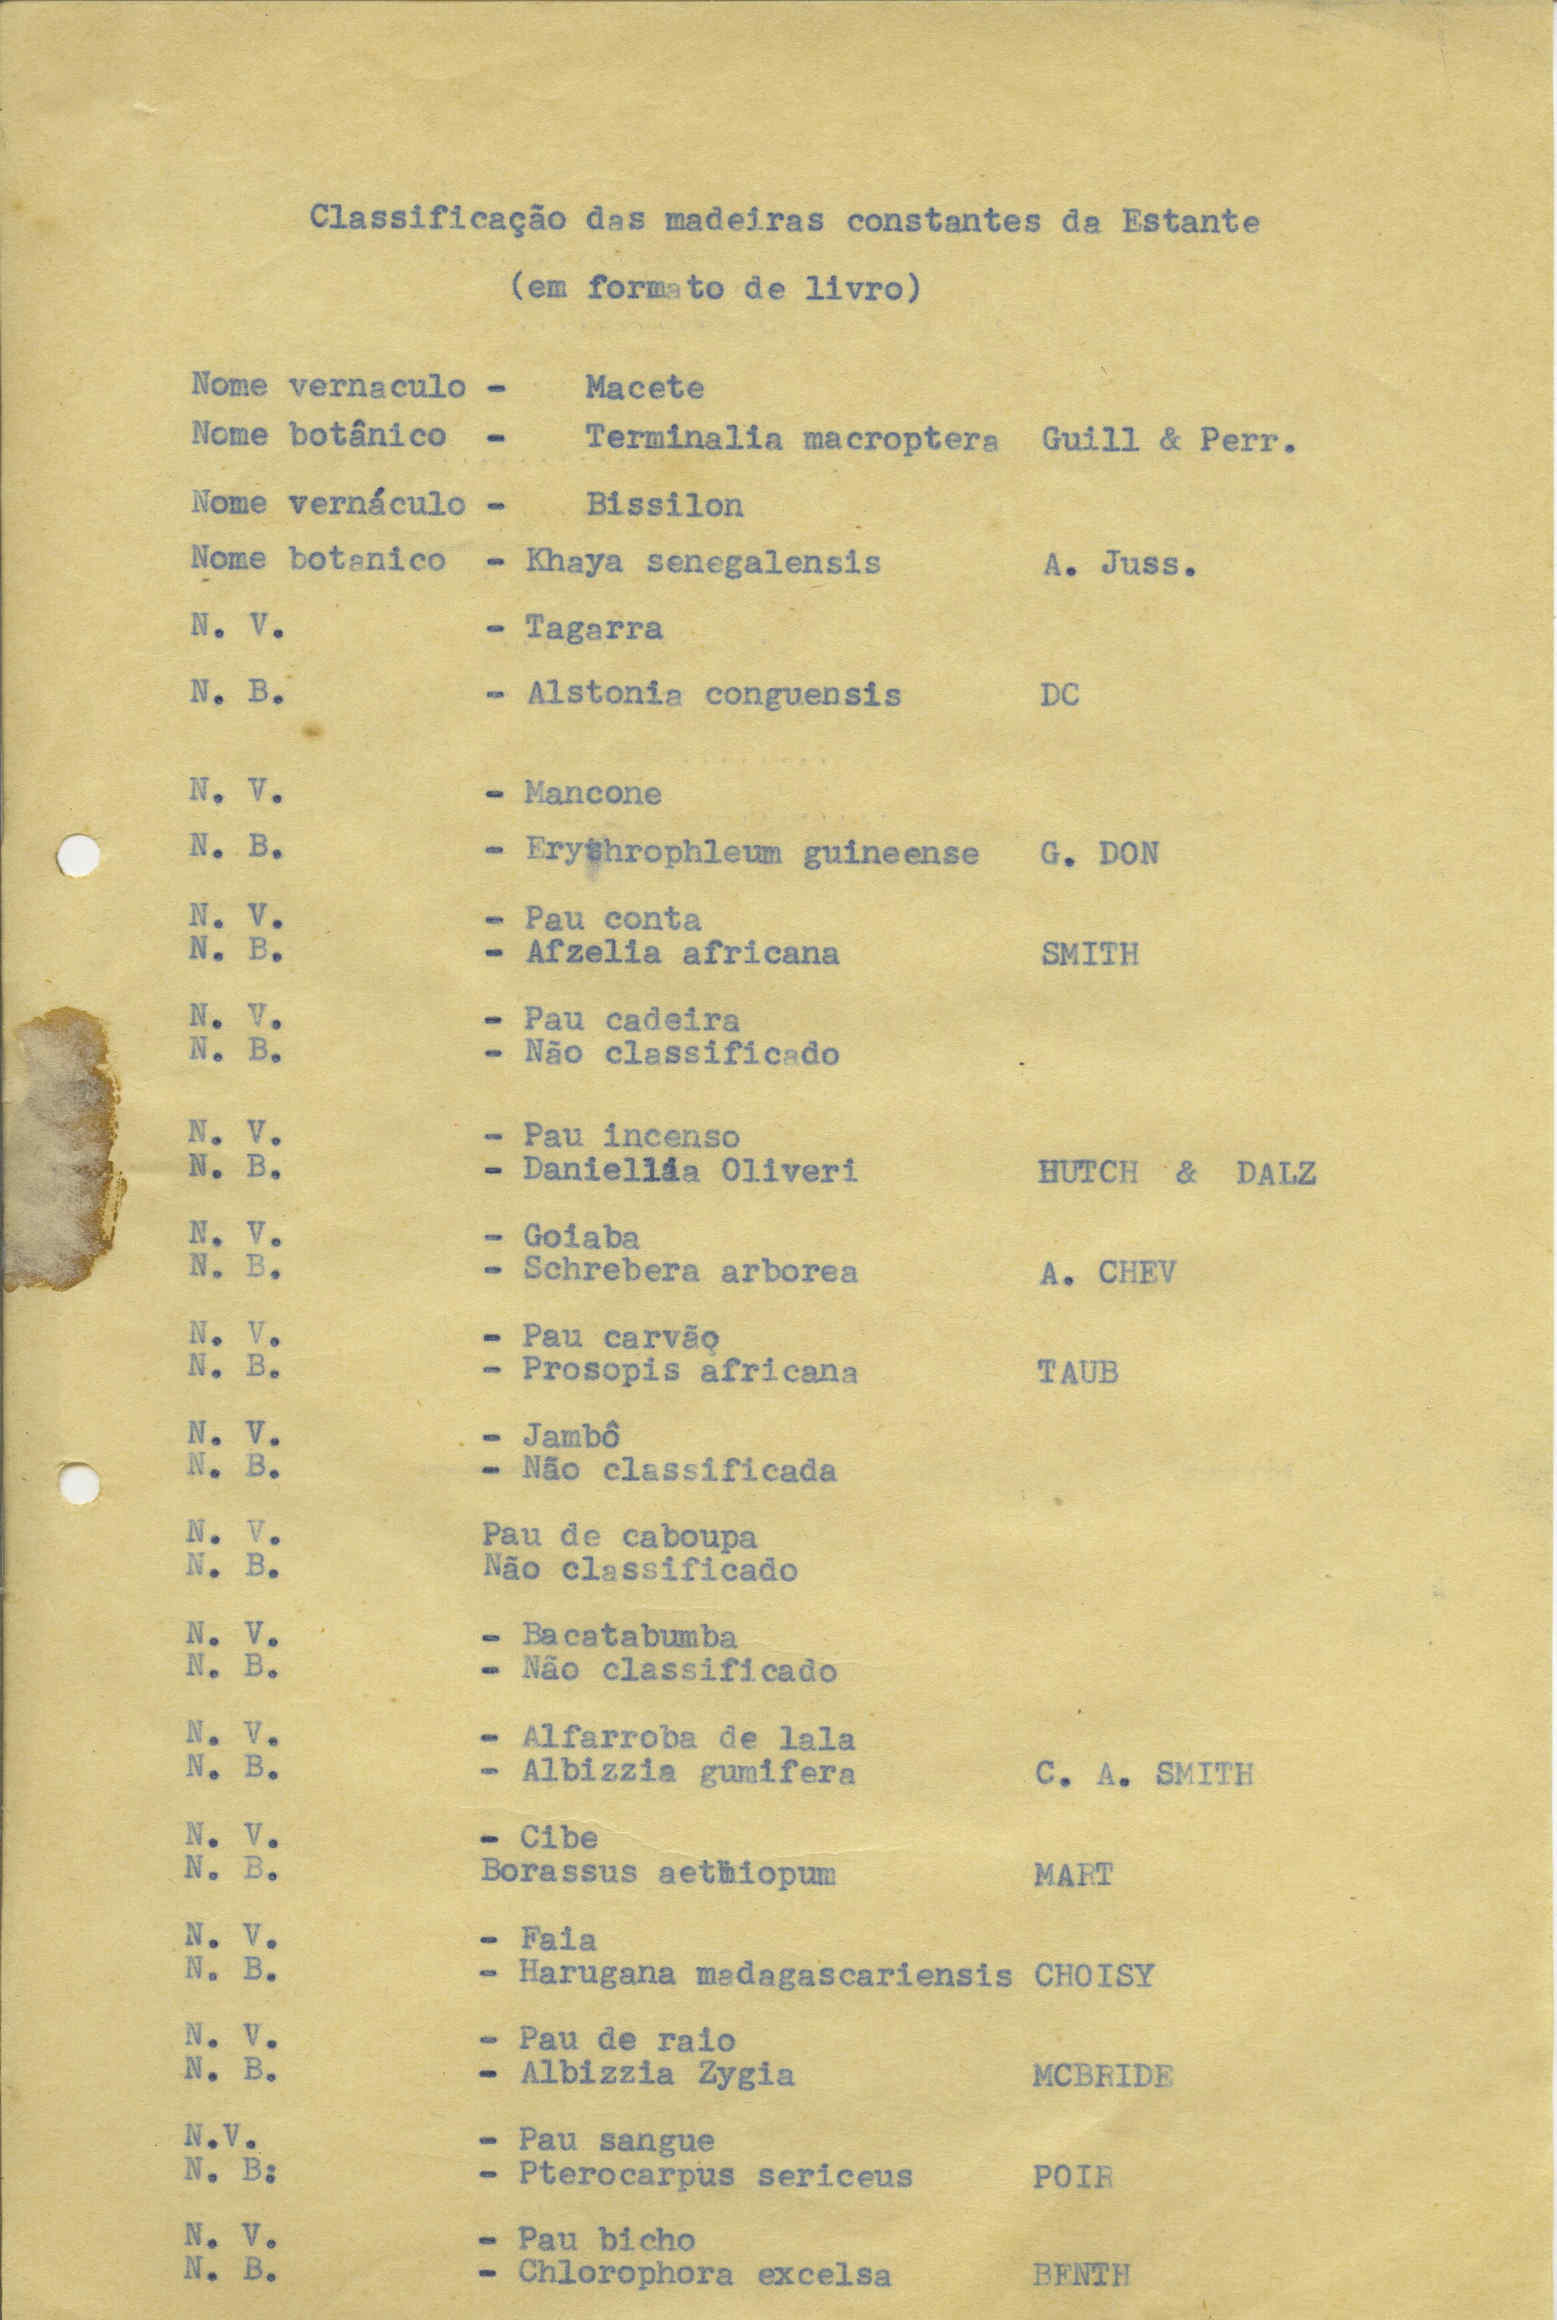 Classificação das madeiras constantes da Estante
(em formato de livro)
Nome vernaculo - Macete
Nome botânico - Terminalia macroptera Guill & Perr.
Nome vernáculo - Bissilon
Nome botanico - Khaya senegalensis A. Juss.
N. V. - Tagarra
N. B. - Alstonia conguensis DC
N. V. - Mancone
N. B. - Erythrophleum guineense G. DON
N. V. - Pau conta
N. B. - Afzelia africana SMITH
N. V. - Pau cadeira
N. B. - Não classificado
N. V. - Pau incenso
N. B. - Daniellia Oliveri HUTCH & DALZ
N. V. - Goiaba
N. B. - Schrebera arborea A. CHEV
N. V. - Pau carvão
N. B. - Prosopis africana TAUB
N. V. - Jambô
N. B. - Não classificada
N. V. Pau de caboupa
N. B. Não classificado
N. V. - Bacatabumba
N. B. - Não classificado
N. V. - Alfarroba de lala
N. B. - Albizzia gumifera C. A. SMITH
N. V. - Cibe
N. B. Borassus aethiopum MART
N. V. - Faia
N. B. - Harugana madagascariensis CHOISY
N. V. - Pau de raio
N. B. - Albizzia Zygia MCBRIDE
N.V. - Pau sangue
N. B: - Pterocarpus sericeus POIR
N. V. - Pau bicho
N. B. - Chlorophora excelsa BENTH